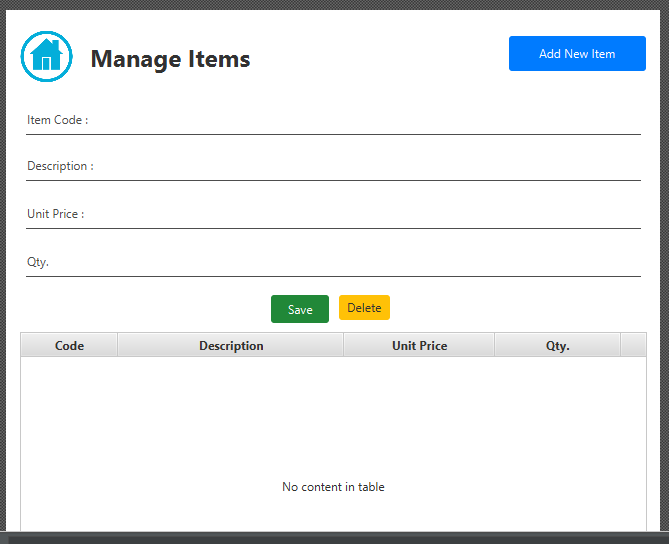 Manage Items
Add New Item
Item Code :
Description :
Unit Price :
Qty.
Save
Delete
Code Description Unit Price Qty.
No content in table